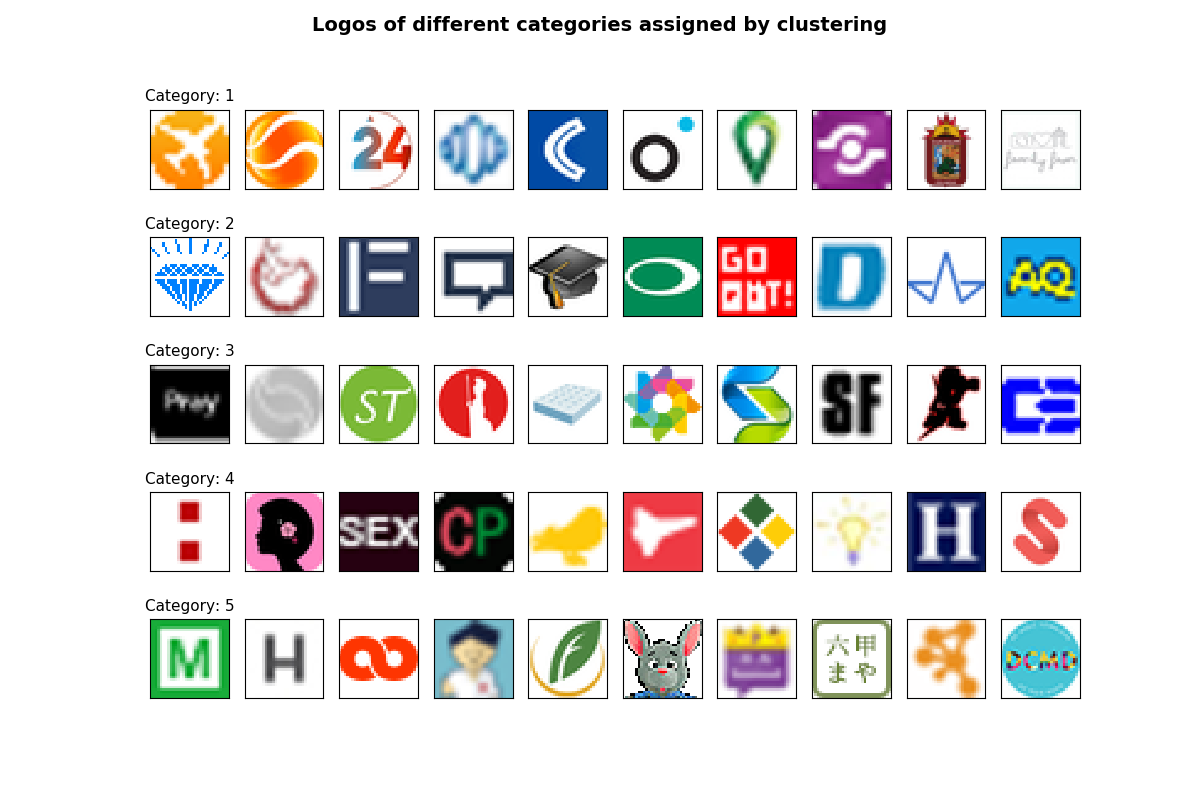 Logos of different categories assigned by clustering
Category: 1
24
Category: 2
F
GO
OUT!
D
AQ
Category: 3
Pray
ST
S
SF
Category: 4
SEX
CP
H
S
Category: 5
M
H
F
六甲
まや
DCMD